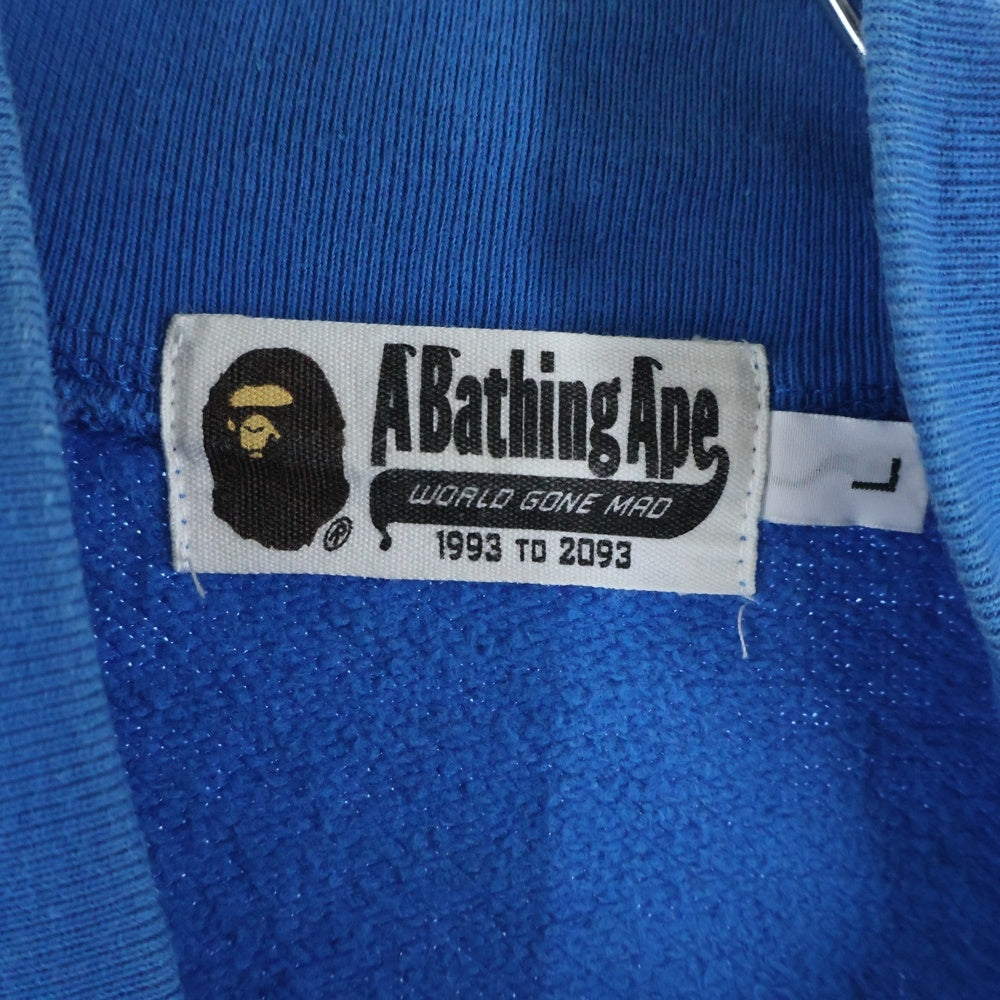 A Bathing Ape
WORLD GONE MAD
1993 TO 2093
®
L